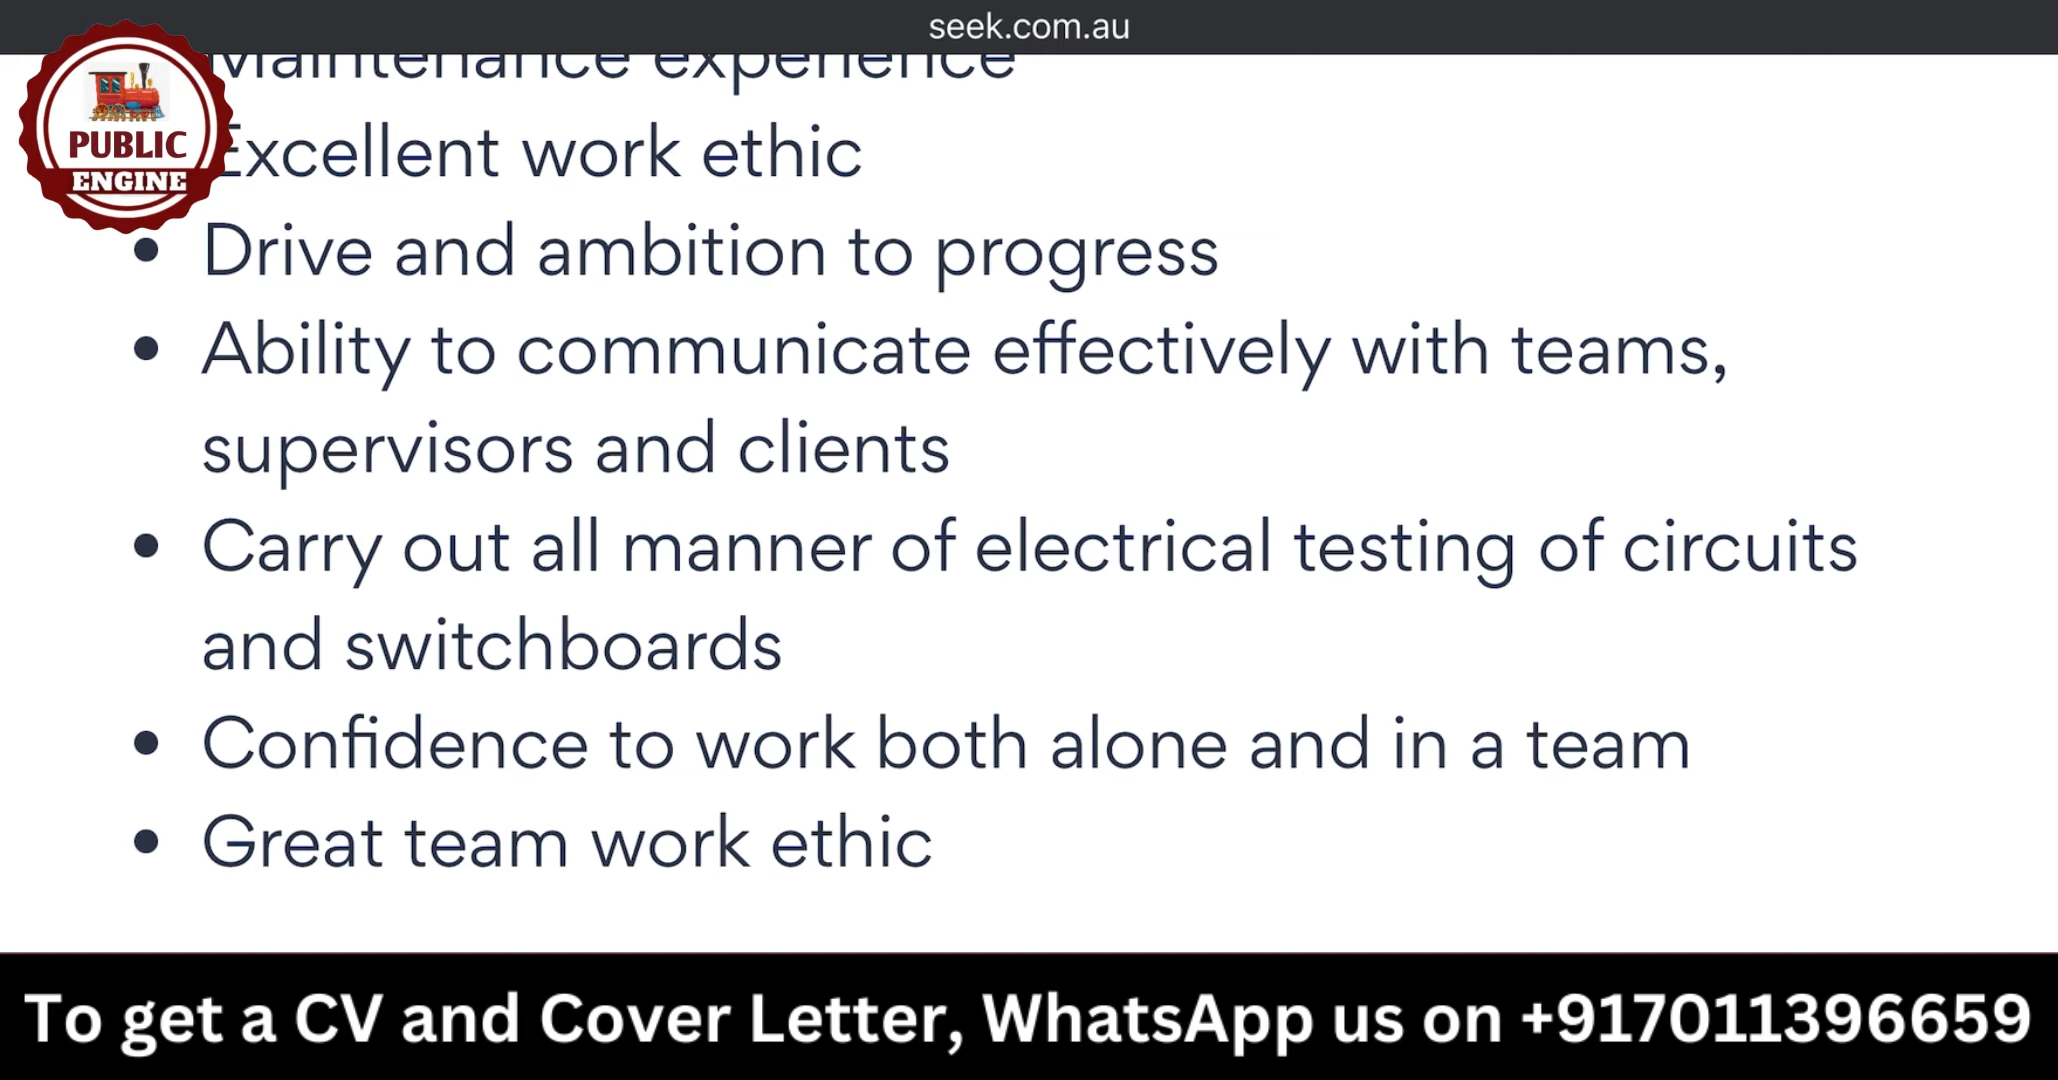 seek.com.au
Maintenance experience
PUBLIC
ENGINE
Excellent work ethic
• Drive and ambition to progress
• Ability to communicate effectively with teams,
supervisors and clients
• Carry out all manner of electrical testing of circuits
and switchboards
• Confidence to work both alone and in a team
• Great team work ethic
To get a CV and Cover Letter, WhatsApp us on +917011396659